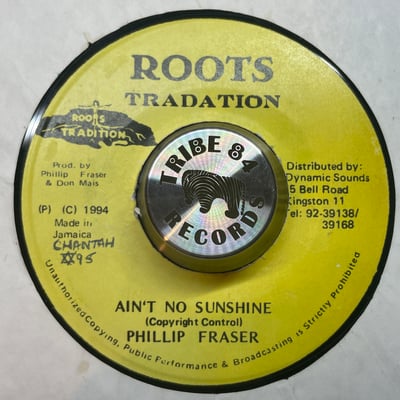 ROOTS
TRADATION
ROOTS
TRADITION
Prod. by
Phillip Fraser
& Don Mais
(P) (C) 1994
Made in
Jamaica
CHANTAH
XX95
TRIBE 84
RECORDS
Distributed by:
Dynamic Sounds
5 Bell Road
Kingston 11
Tel: 92-39138/
39168
AIN'T NO SUNSHINE
(Copyright Control)
PHILLIP FRASER
Unauthorized Copying, Public Performance & Broadcasting is Strictly Prohibited